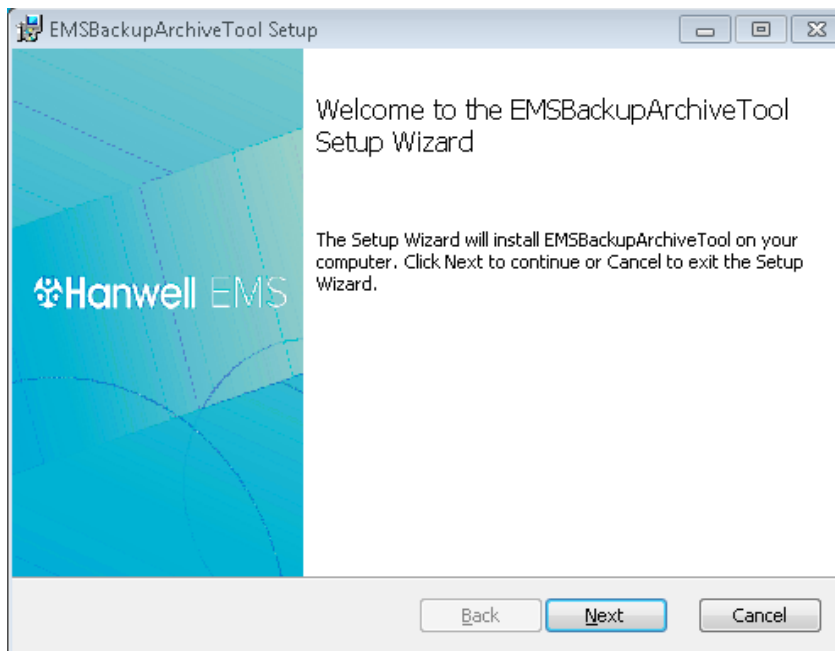 EMSBackupArchiveTool Setup
Welcome to the EMSBackupArchiveTool
Setup Wizard
The Setup Wizard will install EMSBackupArchiveTool on your
computer. Click Next to continue or Cancel to exit the Setup
Wizard.
Hanwell EMS
Back
Next
Cancel